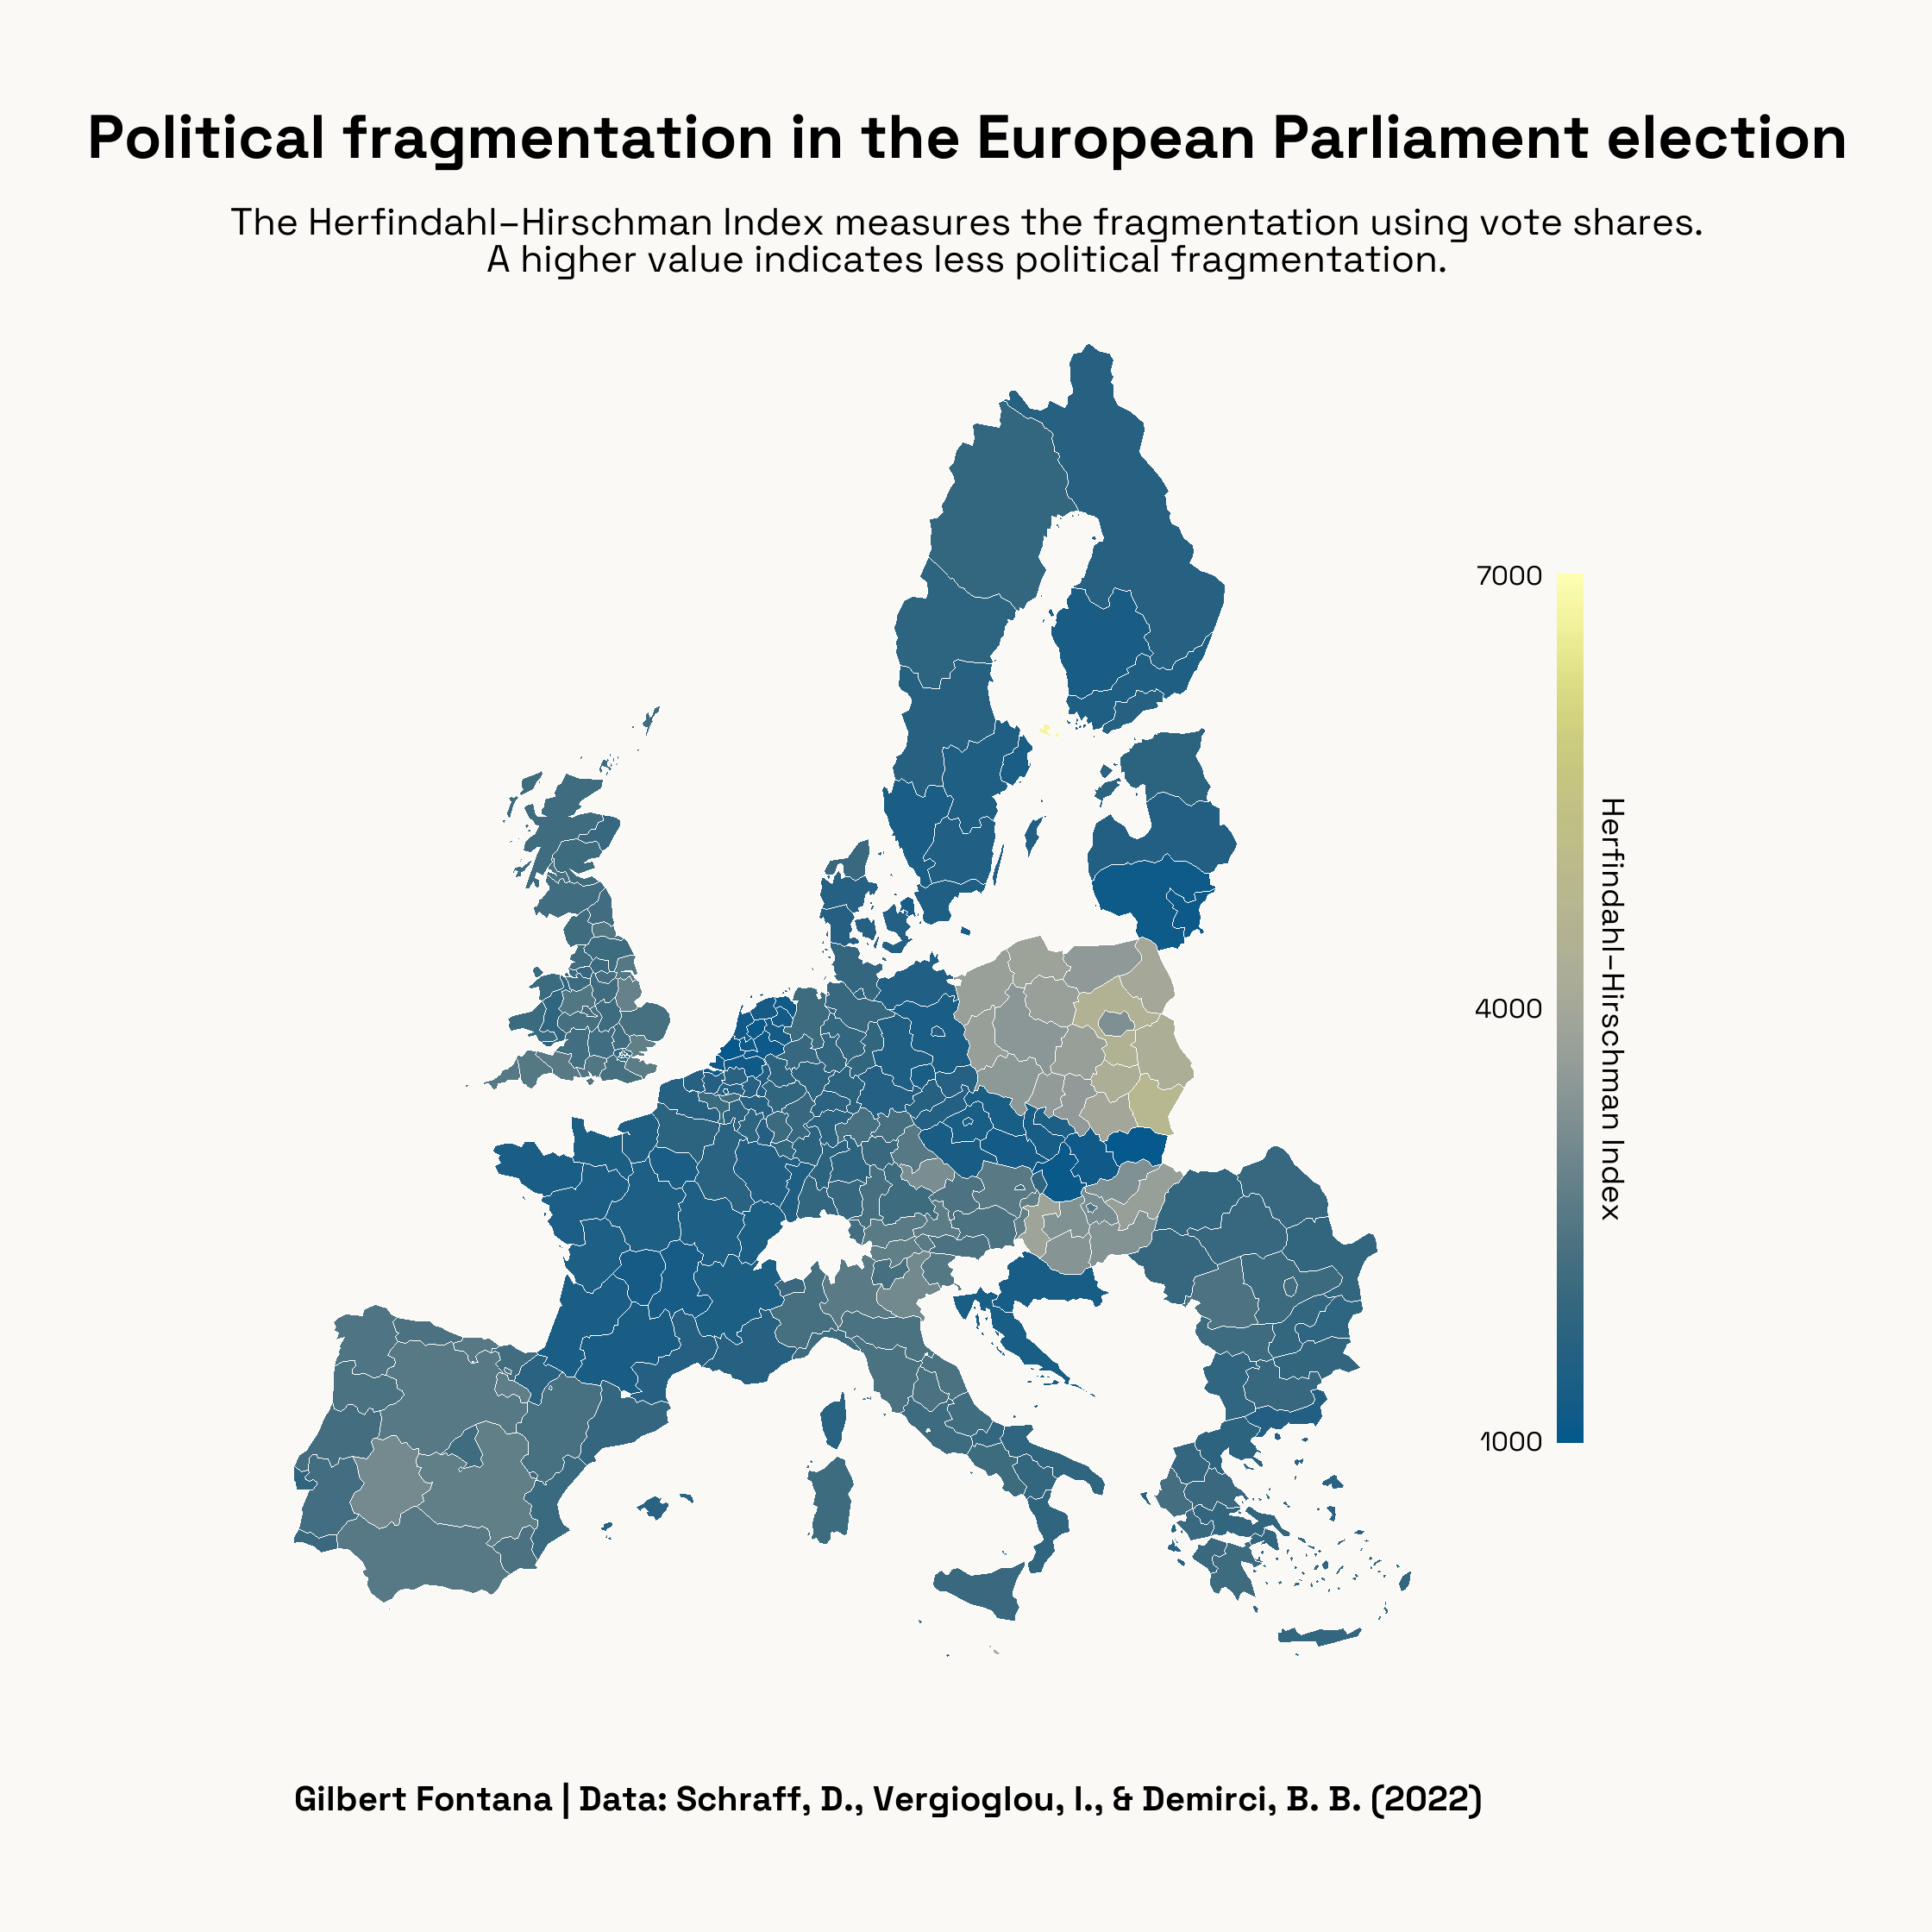 Political fragmentation in the European Parliament election
The Herfindahl–Hirschman Index measures the fragmentation using vote shares.
A higher value indicates less political fragmentation.
7000
4000
1000
Herfindahl–Hirschman Index
Gilbert Fontana | Data: Schraff, D., Vergioglou, I., & Demirci, B. B. (2022)